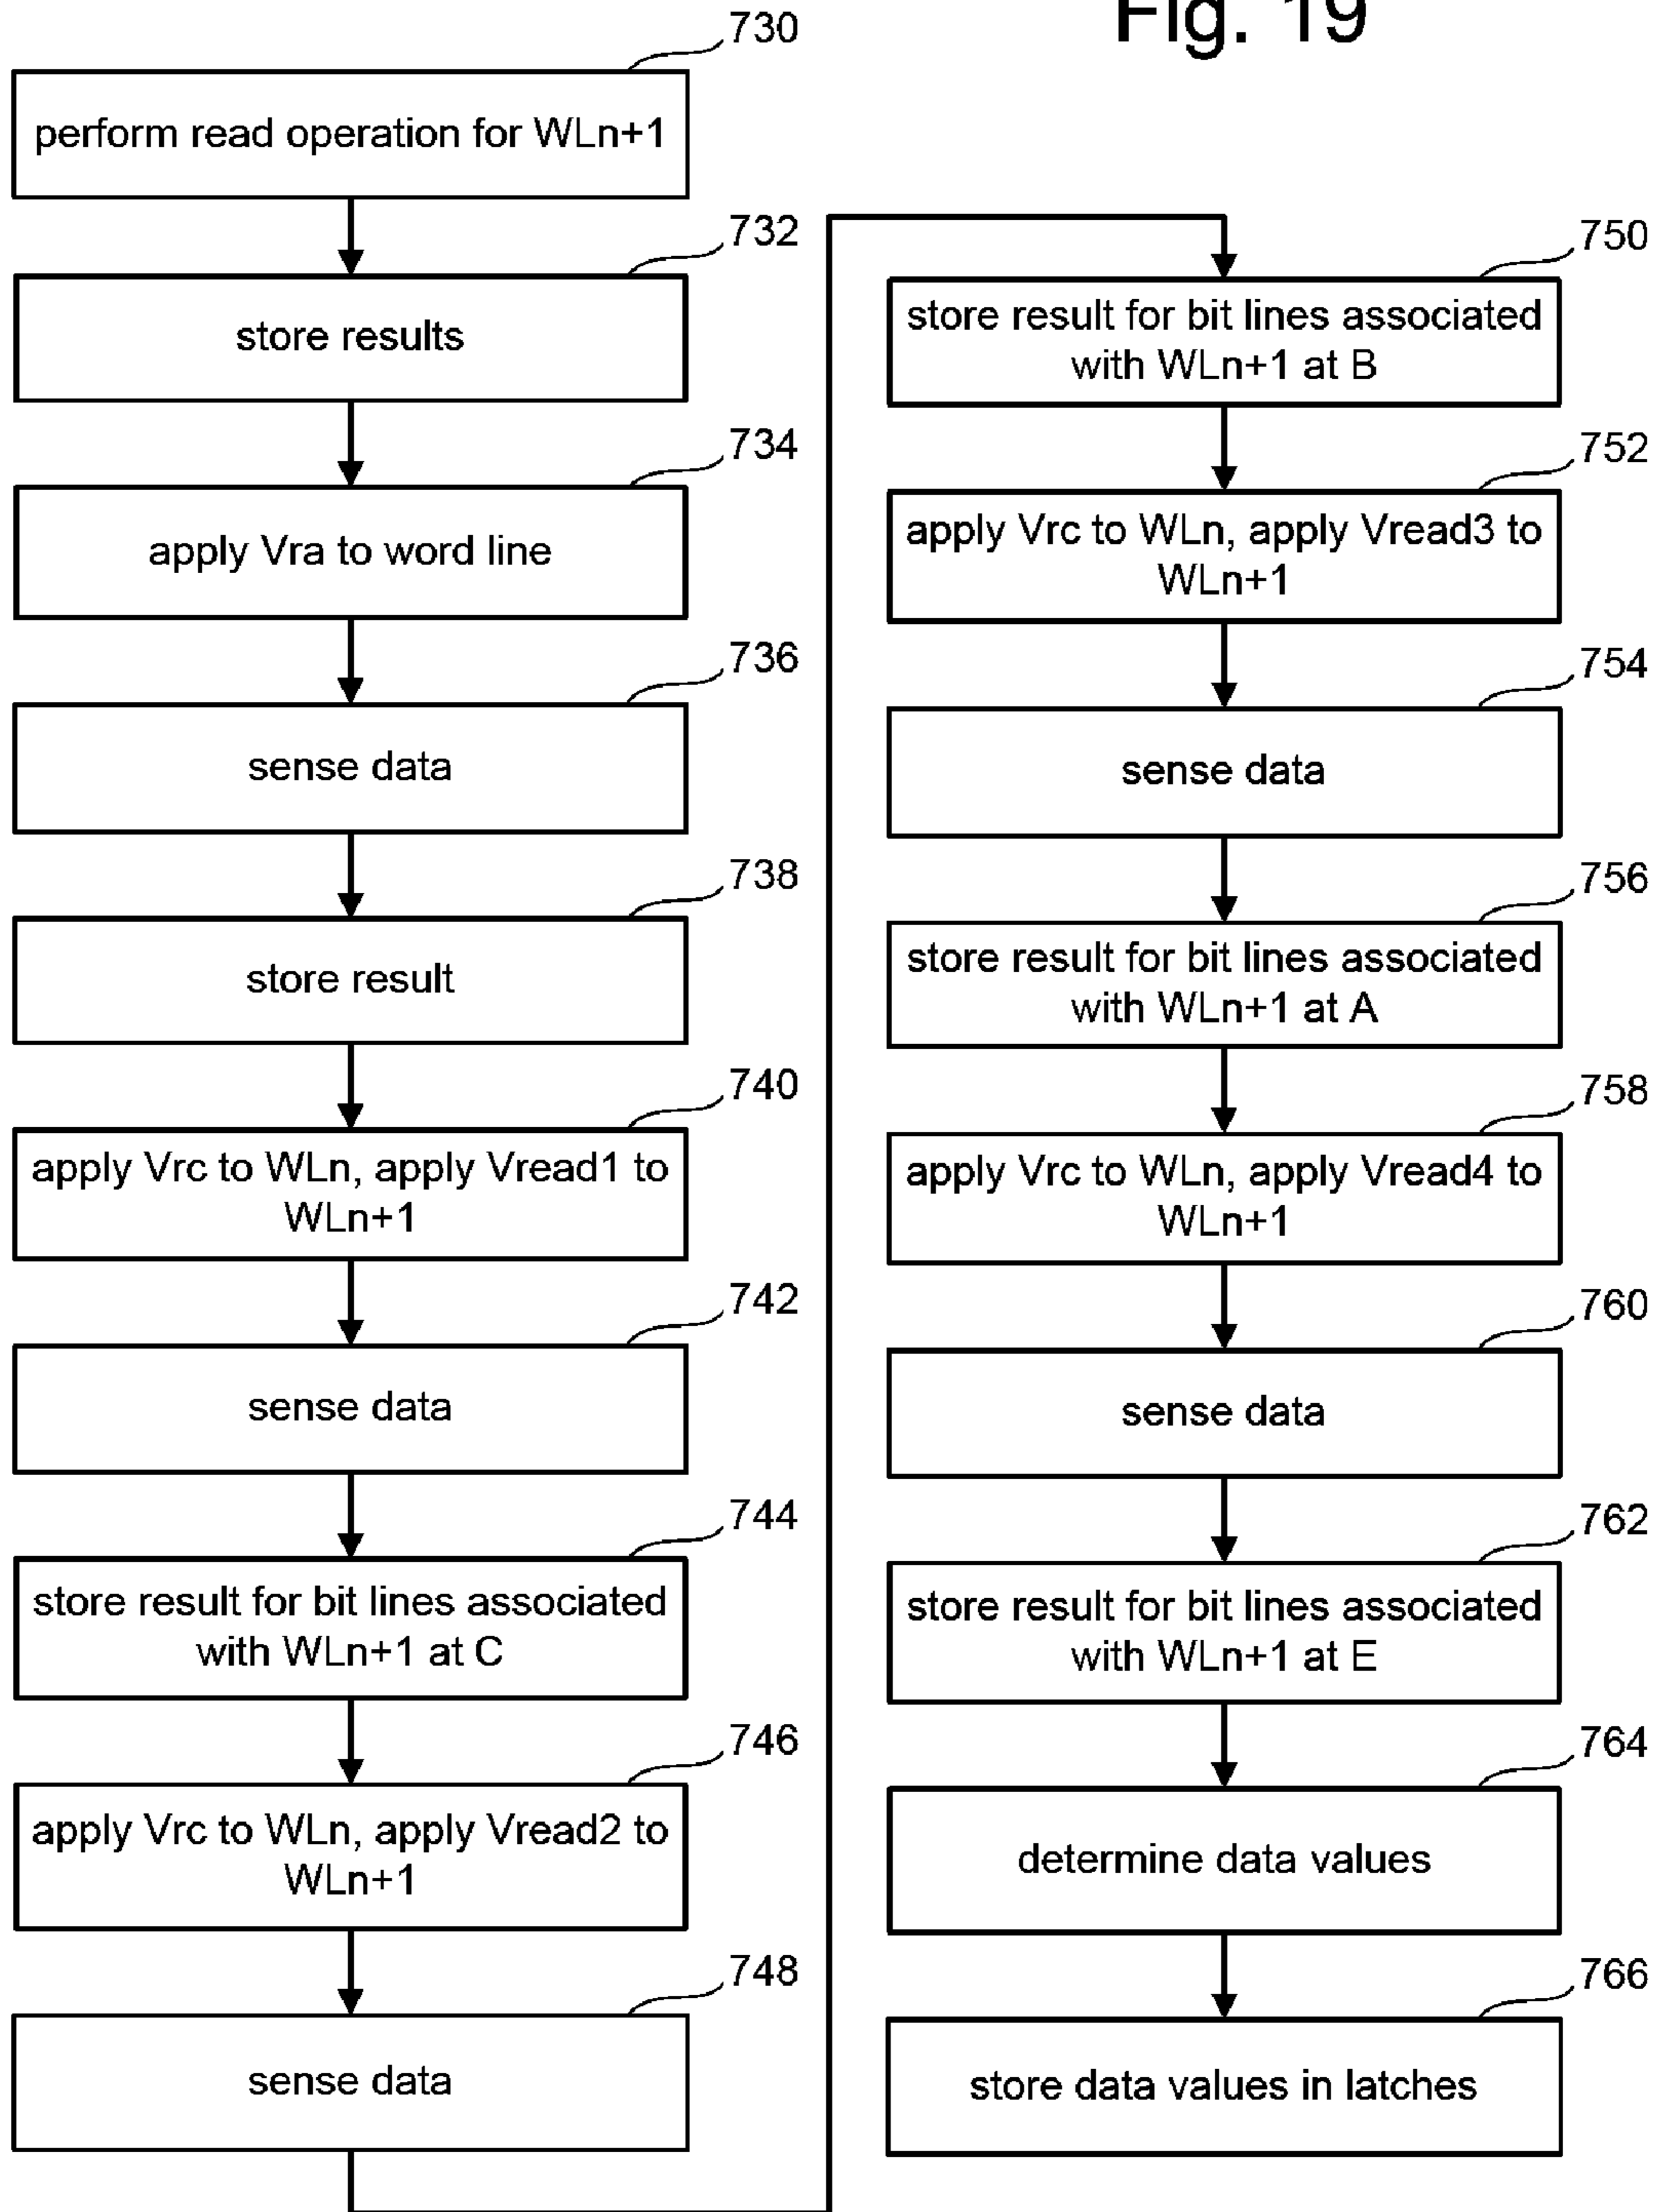 Fig. 19
730
perform read operation for WLn+1
732
store results
734
apply Vra to word line
736
sense data
738
store result
740
apply Vrc to WLn, apply Vread1 to
WLn+1
742
sense data
744
store result for bit lines associated
with WLn+1 at C
746
apply Vrc to WLn, apply Vread2 to
WLn+1
748
sense data
750
store result for bit lines associated
with WLn+1 at B
752
apply Vrc to WLn, apply Vread3 to
WLn+1
754
sense data
756
store result for bit lines associated
with WLn+1 at A
758
apply Vrc to WLn, apply Vread4 to
WLn+1
760
sense data
762
store result for bit lines associated
with WLn+1 at E
764
determine data values
766
store data values in latches